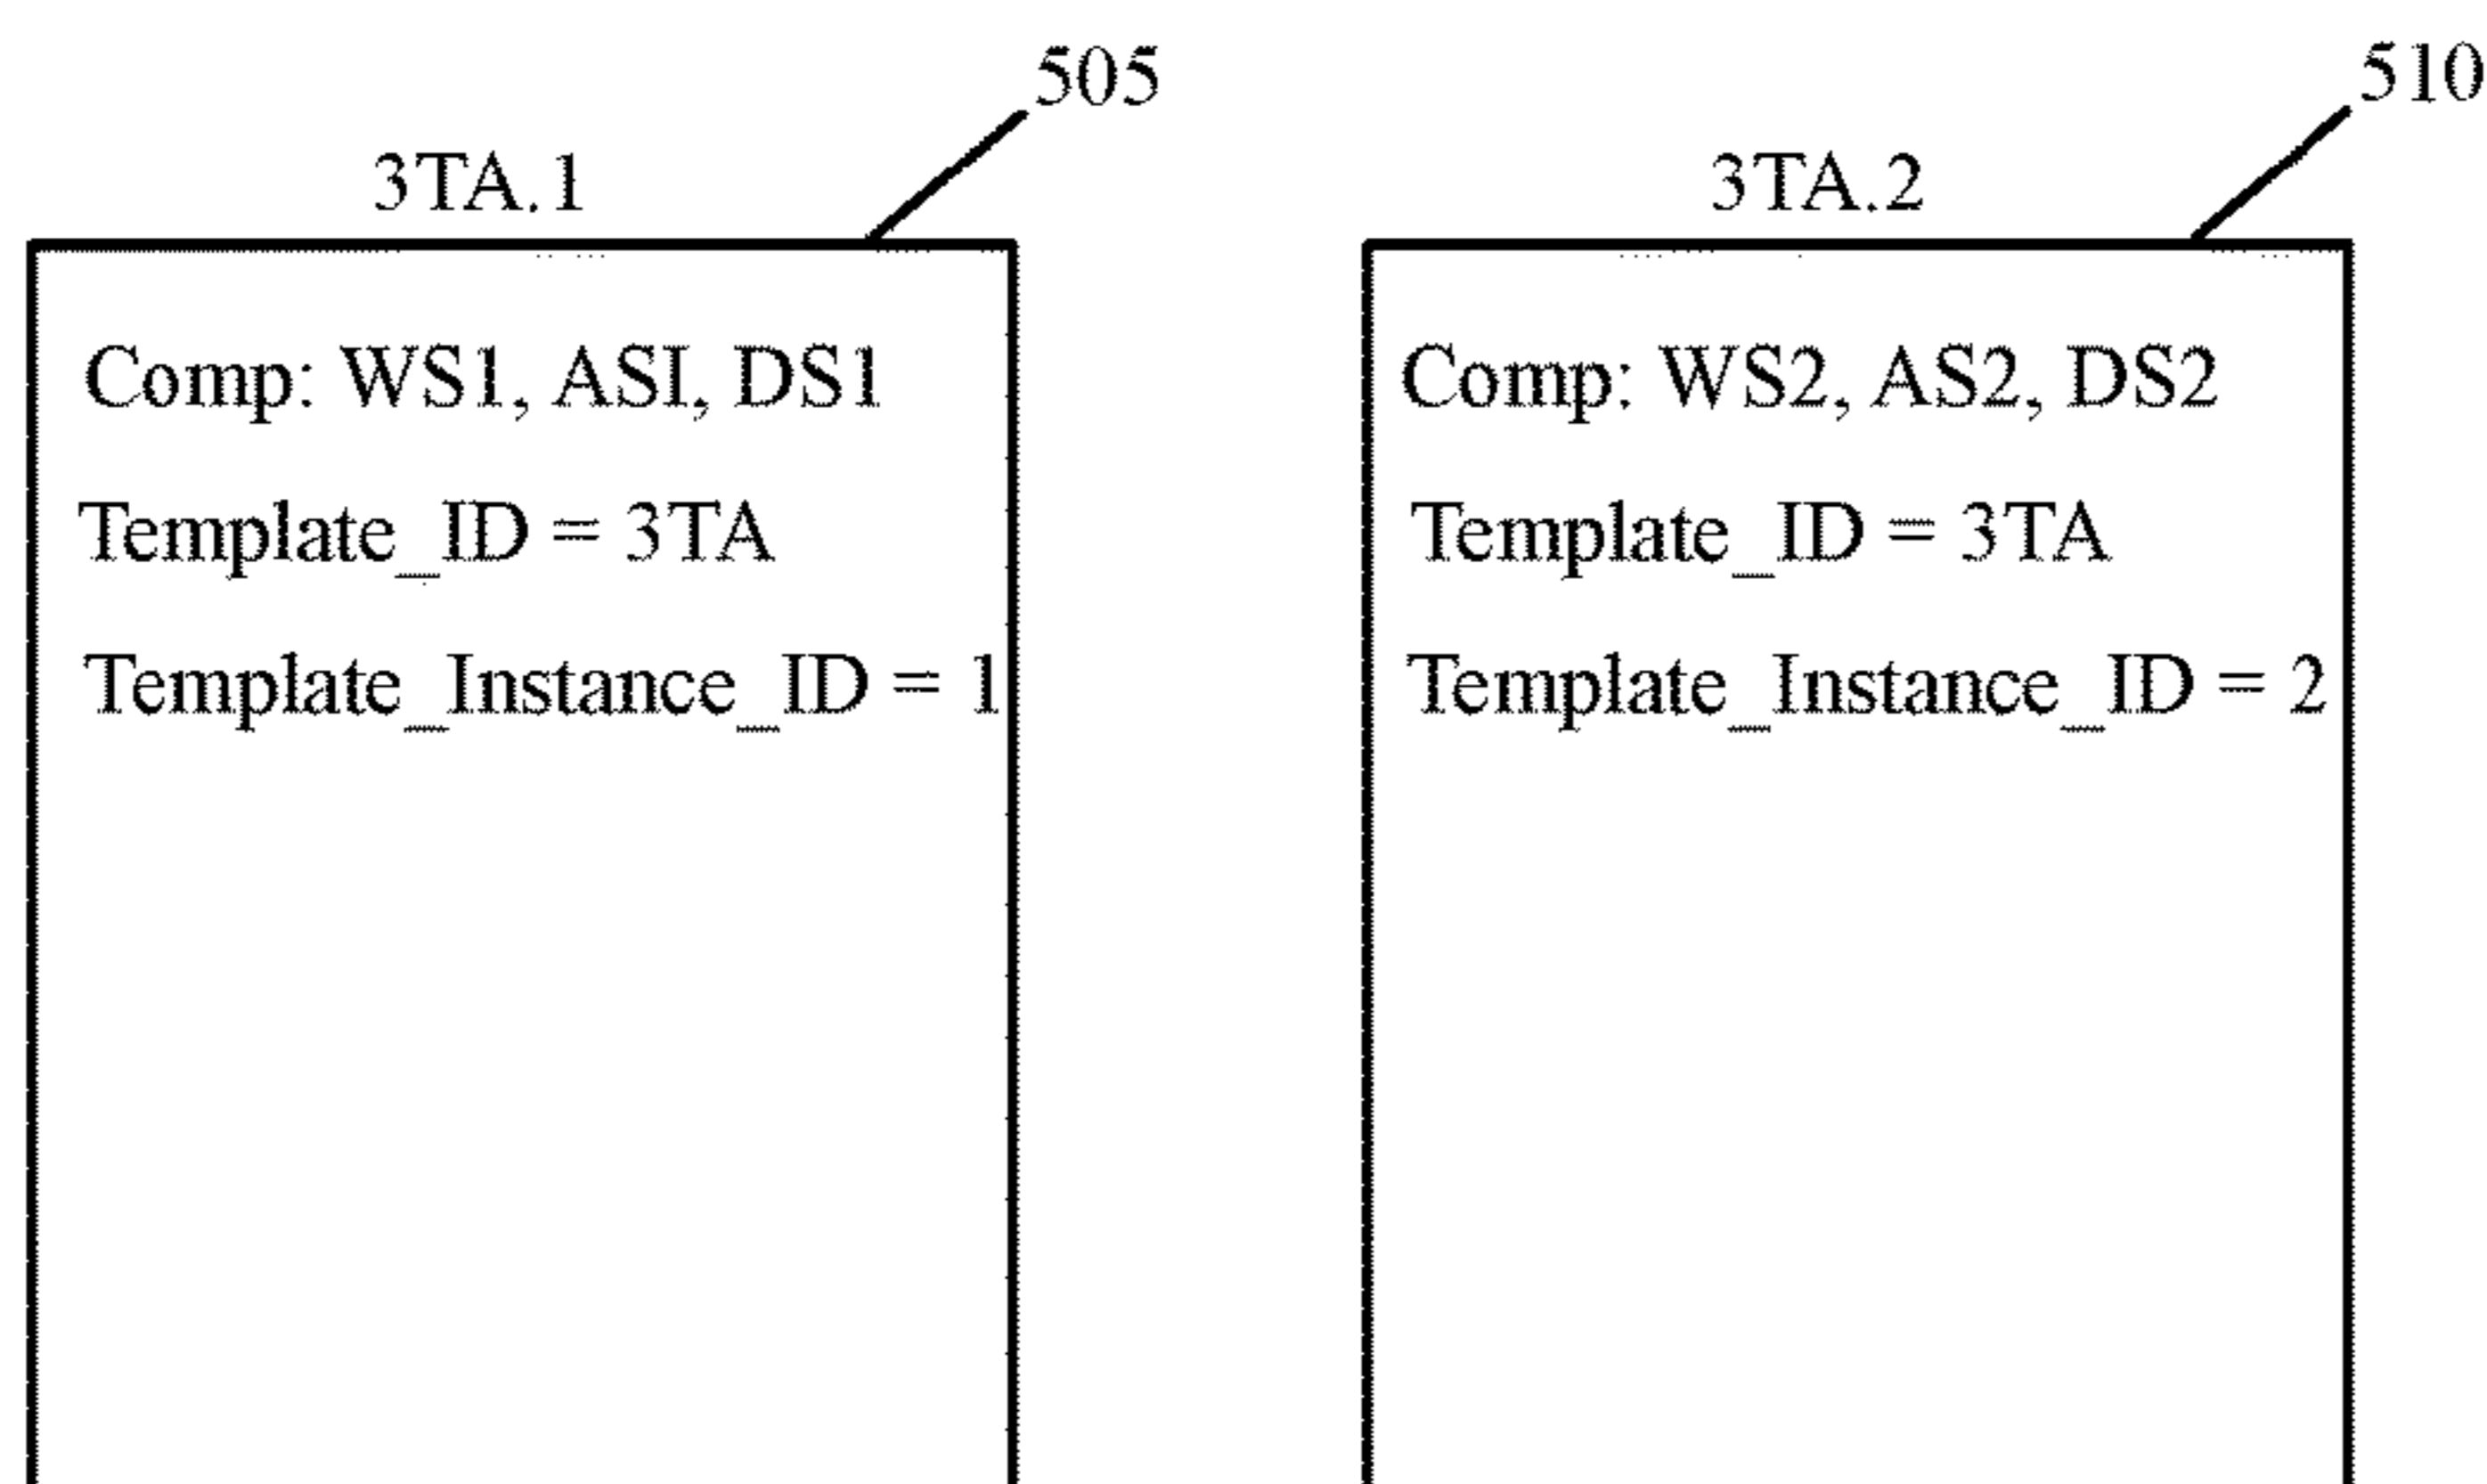 505
510
3TA.1
3TA.2
Comp: WS1, ASI, DS1
Template_ID = 3TA
Template_Instance_ID = 1
Comp: WS2, AS2, DS2
Template_ID = 3TA
Template_Instance_ID = 2